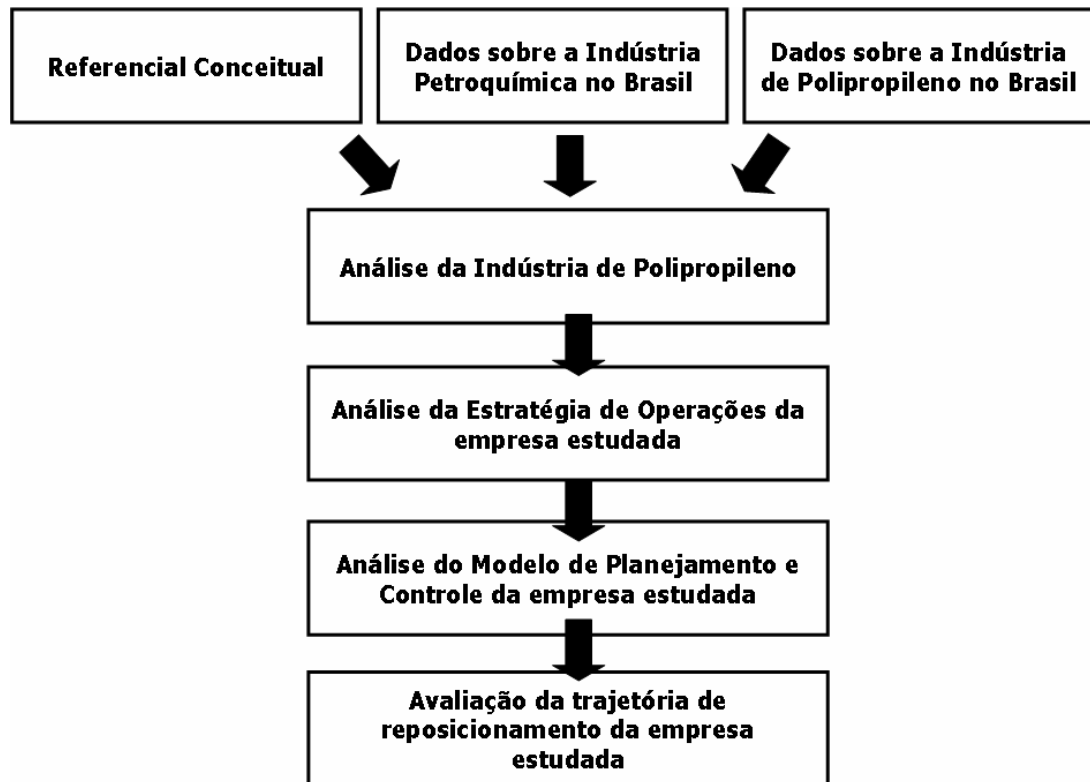 Referencial Conceitual
Dados sobre a Indústria
Petroquímica no Brasil
Dados sobre a Indústria
de Polipropileno no Brasil
Análise da Indústria de Polipropileno
Análise da Estratégia de Operações da
empresa estudada
Análise do Modelo de Planejamento e
Controle da empresa estudada
Avaliação da trajetória de
reposicionamento da empresa
estudada